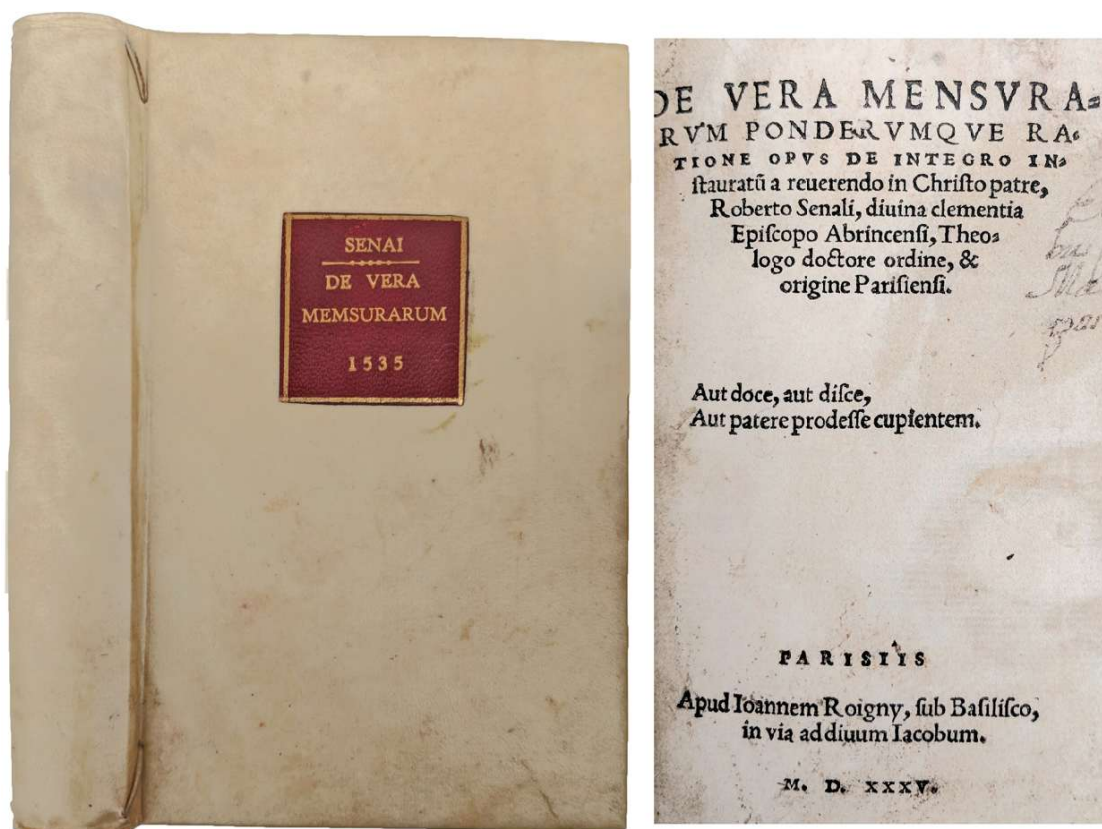 SENAI
DE VERA
MEMSURARUM
1535
DE VERA MENSVRA⸗
RVM PONDERVMQVE RA⸗
TIONE OPVS DE INTEGRO IN⸗
ſtauratũ a reuerendo in Chriſto patre,
Roberto Senali, diuina clementia
Epiſcopo Abrincenſi, Theo⸗
logo doctore ordine, &
origine Pariſienſi.
Aut doce, aut diſce,
Aut patere prodeſſe cupientem.
PARISIIS
Apud Ioannem Roigny, ſub Baſiliſco,
in via ad diuum Iacobum.
M. D. XXXV.